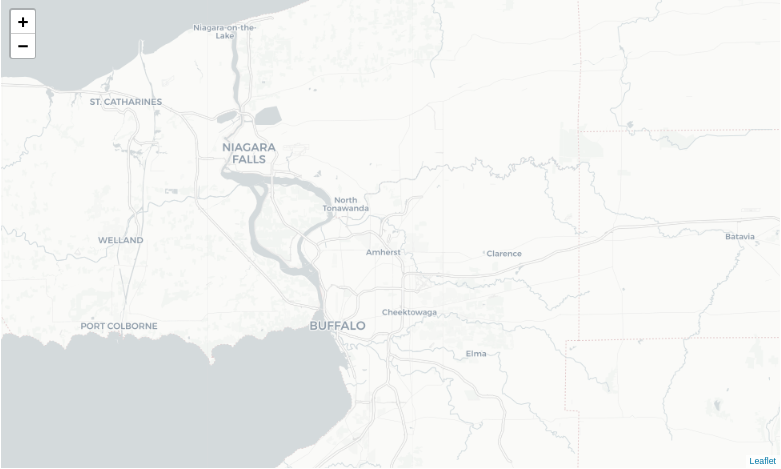 +
−
Niagara-on-the-
Lake
ST. CATHARINES
NIAGARA
FALLS
North
Tonawanda
WELLAND
Amherst
Clarence
Batavia
Cheektowaga
PORT COLBORNE
BUFFALO
Elma
Leaflet